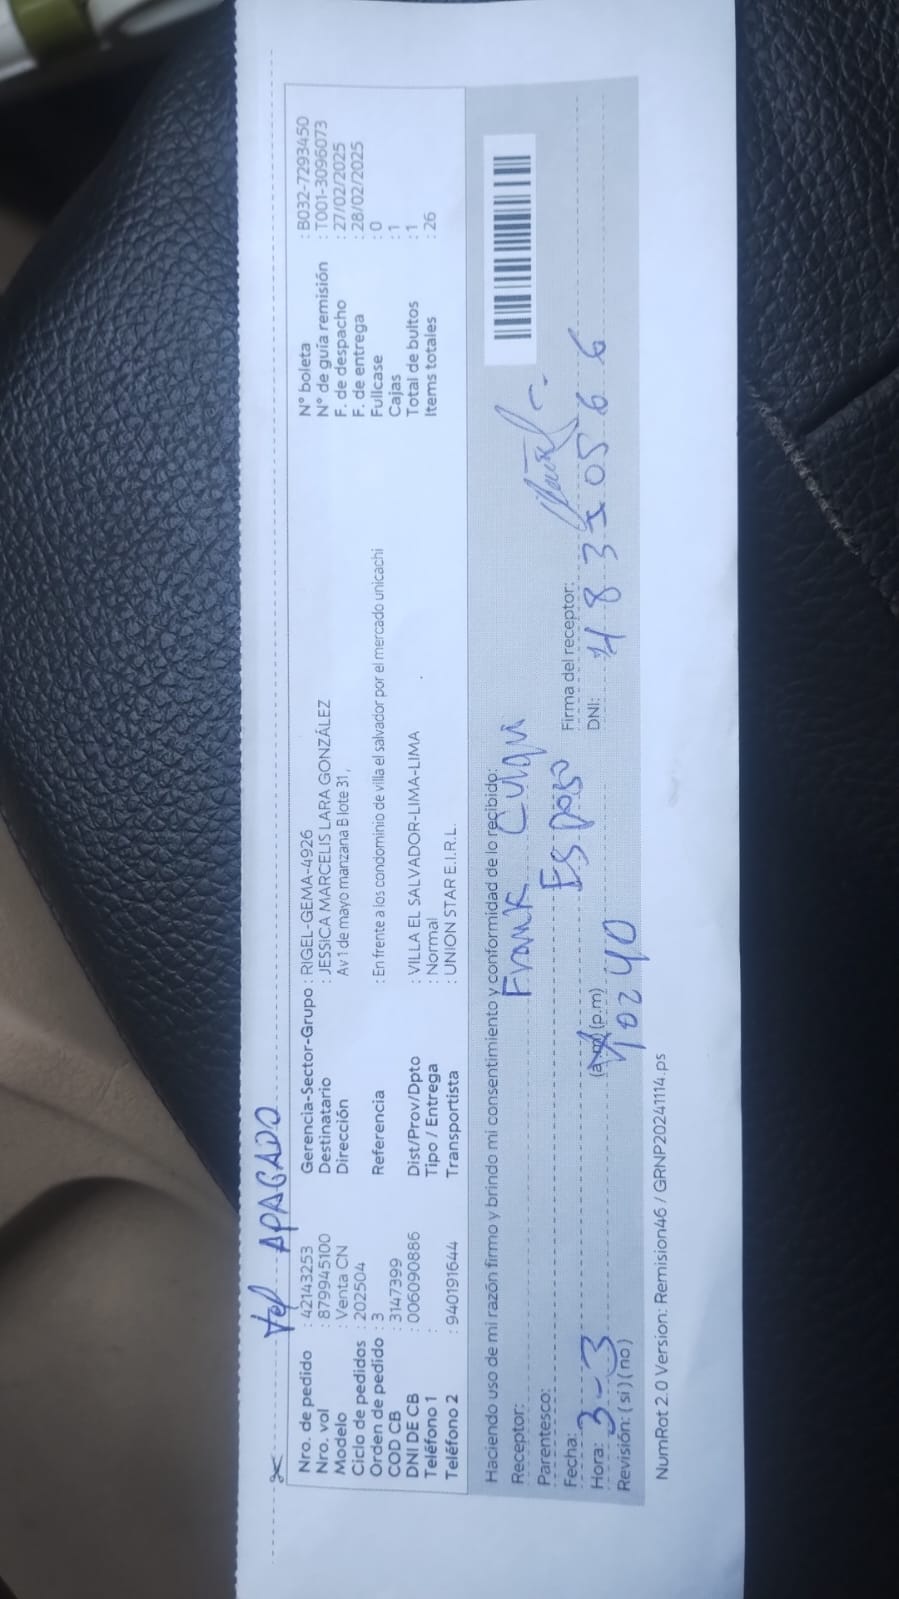 Tel APAGADO
Nro. de pedido : 42143253 Gerencia-Sector-Grupo : RIGEL-GEMA-4926 N° boleta : B032-7293450
Nro. vol : 879945100 Destinatario : JESSICA MARCELIS LARA GONZÁLEZ N° de guía remisión : T001-3096073
Modelo : Venta CN Dirección Av 1 de mayo manzana B lote 31, F. de despacho : 27/02/2025
Ciclo de pedidos : 202504 F. de entrega : 28/02/2025
Orden de pedido : 3 Referencia : Enfrente a los condominio de villa el salvador por el mercado unicachi Fullcase : 0
COD CB : 3147399 Cajas : 1
DNI DE CB : 006090886 Dist/Prov/Dpto : VILLA EL SALVADOR-LIMA-LIMA Total de bultos : 1
Teléfono 1 : Tipo / Entrega : Normal Items totales : 26
Teléfono 2 : 940191644 Transportista : UNION STAR E.I.R.L.
Haciendo uso de mi razón firmo y brindo mi consentimiento y conformidad de lo recibido:
Receptor: Frank
Parentesco: Esposo
Fecha: 3-3 Firma del receptor:
Hora: (a.m) (p.m) DNI:
Revisión: ( si ) ( no )
NumRot 2.0 Version: Remision46 / GRNP20241114.ps